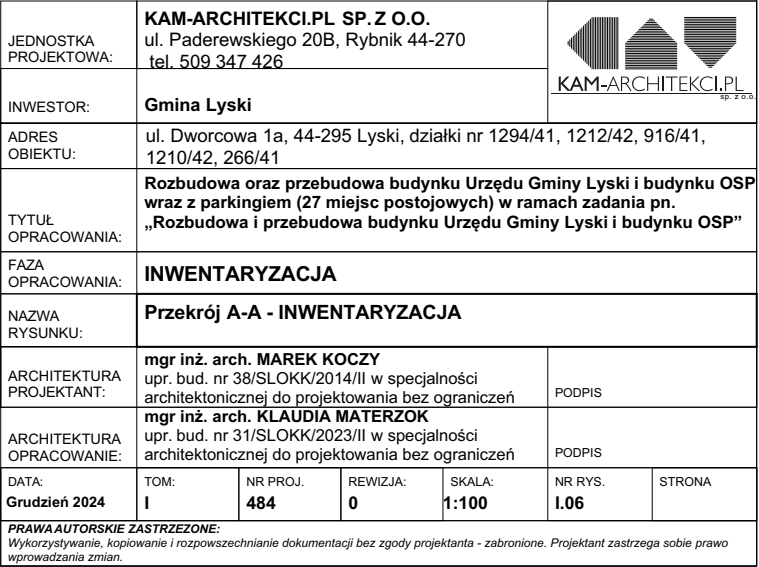 JEDNOSTKA
PROJEKTOWA:
KAM-ARCHITEKCI.PL SP. Z O.O.
ul. Paderewskiego 20B, Rybnik 44-270
tel. 509 347 426
KAM-ARCHITEKCI.PL
sp. z o.o.
INWESTOR:
Gmina Lyski
ADRES
OBIEKTU:
ul. Dworcowa 1a, 44-295 Lyski, działki nr 1294/41, 1212/42, 916/41,
1210/42, 266/41
TYTUŁ
OPRACOWANIA:
Rozbudowa oraz przebudowa budynku Urzędu Gminy Lyski i budynku OSP
wraz z parkingiem (27 miejsc postojowych) w ramach zadania pn.
„Rozbudowa i przebudowa budynku Urzędu Gminy Lyski i budynku OSP”
FAZA
OPRACOWANIA:
INWENTARYZACJA
NAZWA
RYSUNKU:
Przekrój A-A - INWENTARYZACJA
ARCHITEKTURA
PROJEKTANT:
mgr inż. arch. MAREK KOCZY
upr. bud. nr 38/SLOKK/2014/II w specjalności
architektonicznej do projektowania bez ograniczeń
PODPIS
ARCHITEKTURA
OPRACOWANIE:
mgr inż. arch. KLAUDIA MATERZOK
upr. bud. nr 31/SLOKK/2023/II w specjalności
architektonicznej do projektowania bez ograniczeń
PODPIS
DATA:
Grudzień 2024
TOM:
I
NR PROJ.
484
REWIZJA:
0
SKALA:
1:100
NR RYS.
I.06
STRONA
PRAWA AUTORSKIE ZASTRZEZONE:
Wykorzystywanie, kopiowanie i rozpowszechnianie dokumentacji bez zgody projektanta - zabronione. Projektant zastrzega sobie prawo
wprowadzania zmian.